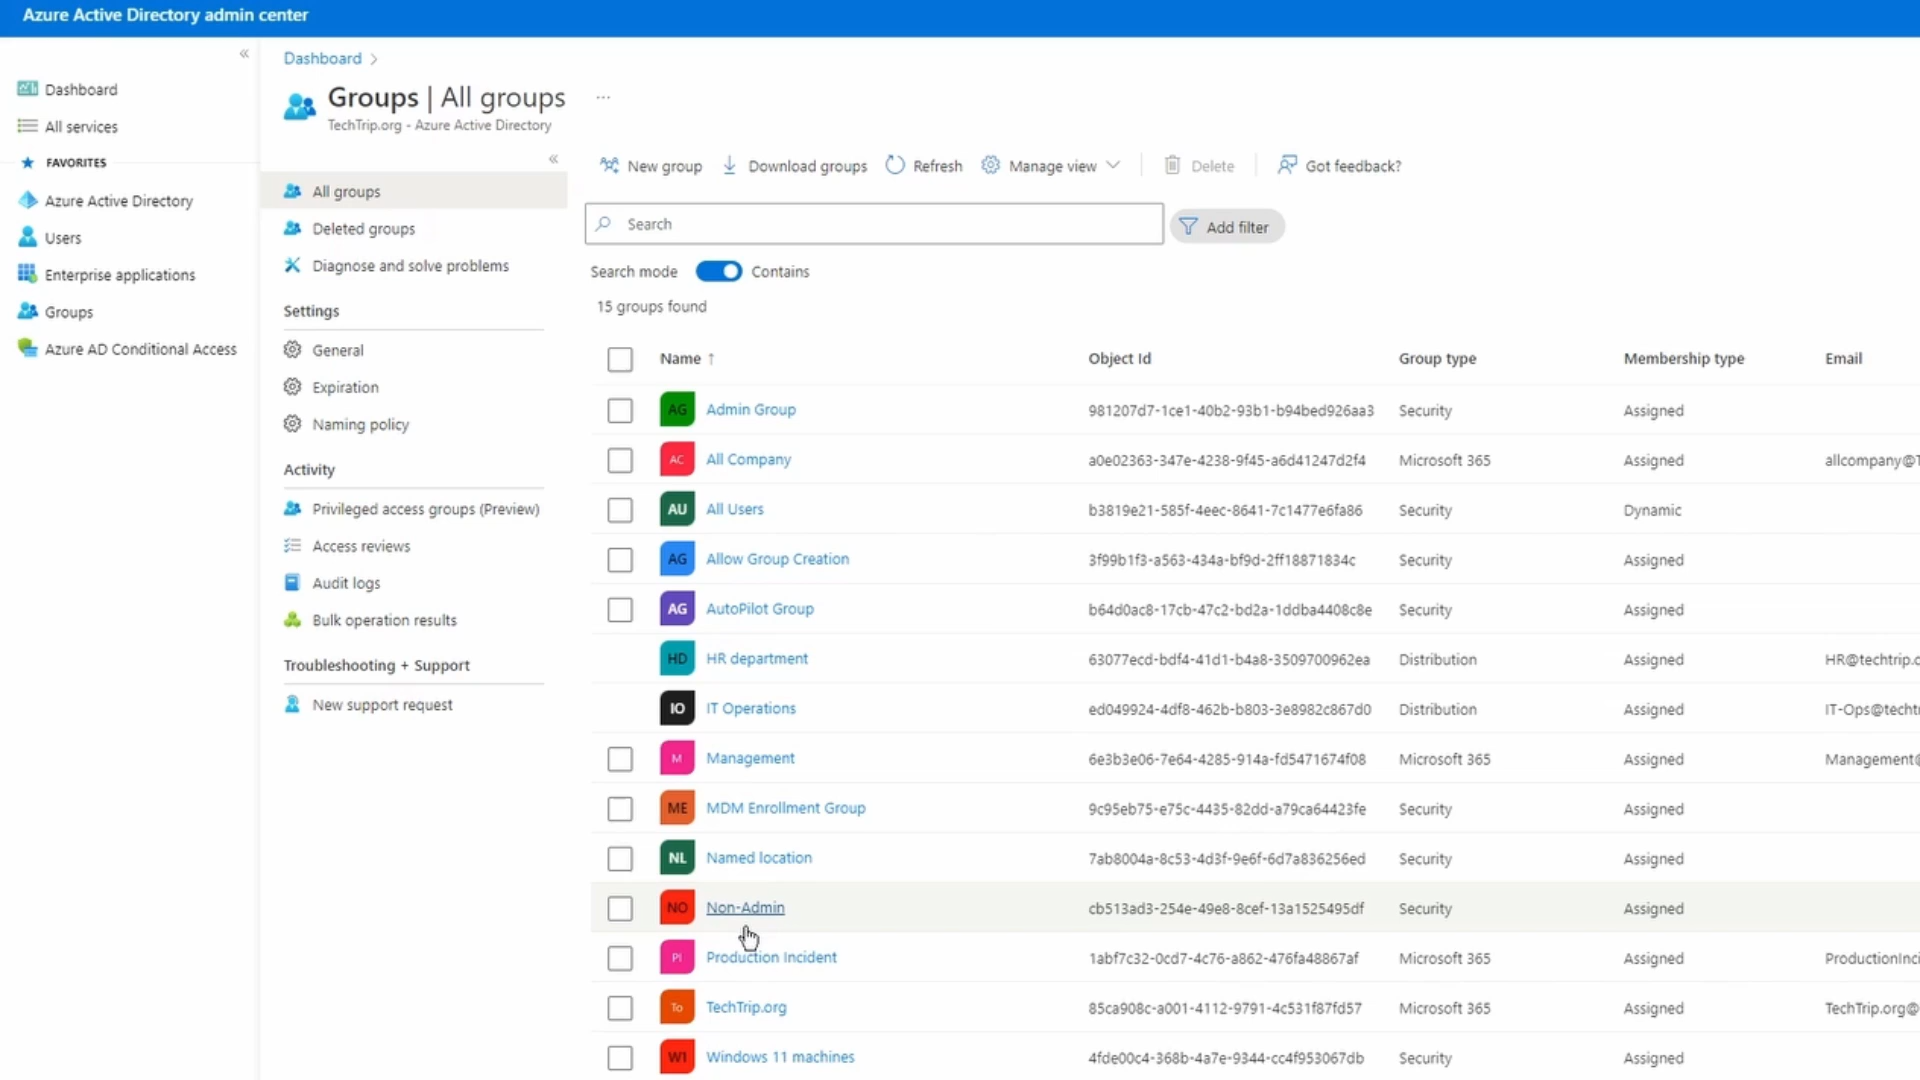 Azure Active Directory admin center
Dashboard
All services
FAVORITES
Azure Active Directory
Users
Enterprise applications
Groups
Azure AD Conditional Access
Dashboard
Groups | All groups
TechTrip.org - Azure Active Directory
All groups
Deleted groups
Diagnose and solve problems
Settings
General
Expiration
Naming policy
Activity
Privileged access groups (Preview)
Access reviews
Audit logs
Bulk operation results
Troubleshooting + Support
New support request
New group Download groups Refresh Manage view Delete Got feedback?
Search Add filter
Search mode Contains
15 groups found
Name ↑ Object Id Group type Membership type Email
AG Admin Group 981207d7-1ce1-40b2-93b1-b94bed926aa3 Security Assigned
AC All Company a0e02363-347e-4238-9f45-a6d41247d2f4 Microsoft 365 Assigned allcompany@T
AU All Users b3819e21-585f-4eec-8641-7c1477e6fa86 Security Dynamic
AG Allow Group Creation 3f99b1f3-a563-434a-bf9d-2ff18871834c Security Assigned
AG AutoPilot Group b64d0ac8-17cb-47c2-bd2a-1ddba4408c8e Security Assigned
HD HR department 63077ecd-bdf4-41d1-b4a8-3509700962ea Distribution Assigned HR@techtrip.c
IO IT Operations ed049924-4df8-462b-b803-3e8982c867d0 Distribution Assigned IT-Ops@techtr
M Management 6e3b3e06-7e64-4285-914a-fd5471674f08 Microsoft 365 Assigned Management@
ME MDM Enrollment Group 9c95eb75-e75c-4435-82dd-a79ca64423fe Security Assigned
NL Named location 7ab8004a-8c53-4d3f-9e6f-6d7a836256ed Security Assigned
NO Non-Admin cb513ad3-254e-49e8-8cef-13a1525495df Security Assigned
PI Production Incident 1abf7c32-0cd7-4c76-a862-476fa48867af Microsoft 365 Assigned ProductionInci
To TechTrip.org 85ca908c-a001-4112-9791-4c531f87fd57 Microsoft 365 Assigned TechTrip.org@
W1 Windows 11 machines 4fde00c4-368b-4a7e-9344-cc4f953067db Security Assigned